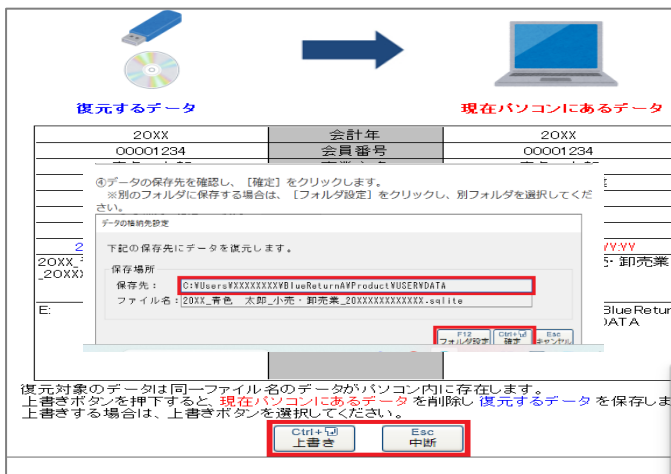 復元するデータ
現在パソコンにあるデータ
20XX 会計年 20XX
00001234 会員番号 00001234
④データの保存先を確認し、［確定］をクリックします。
※別のフォルダに保存する場合は、［フォルダ設定］をクリックし、別フォルダを選択してください。
データの格納先設定
下記の保存先にデータを復元します。
保存場所
保存先： C:¥Users¥XXXXXXXX¥BlueReturnA¥Product¥USER¥DATA
ファイル名： 20XX_青色　太郎_小売・卸売業_20XXXXXXXXXXXX.sqlite
F12 Ctrl+ Esc
フォルダ設定 確定 キャンセル
2
YY:YY
20XX_
・卸売業
_20XX
E:
BlueRetur
DATA
復元対象のデータは同一ファイル名のデータがパソコン内に存在します。
上書きボタンを押下すると、現在パソコンにあるデータを削除し復元するデータを保存しま
上書きする場合は、上書きボタンを選択してください。
Ctrl+ Esc
上書き 中断